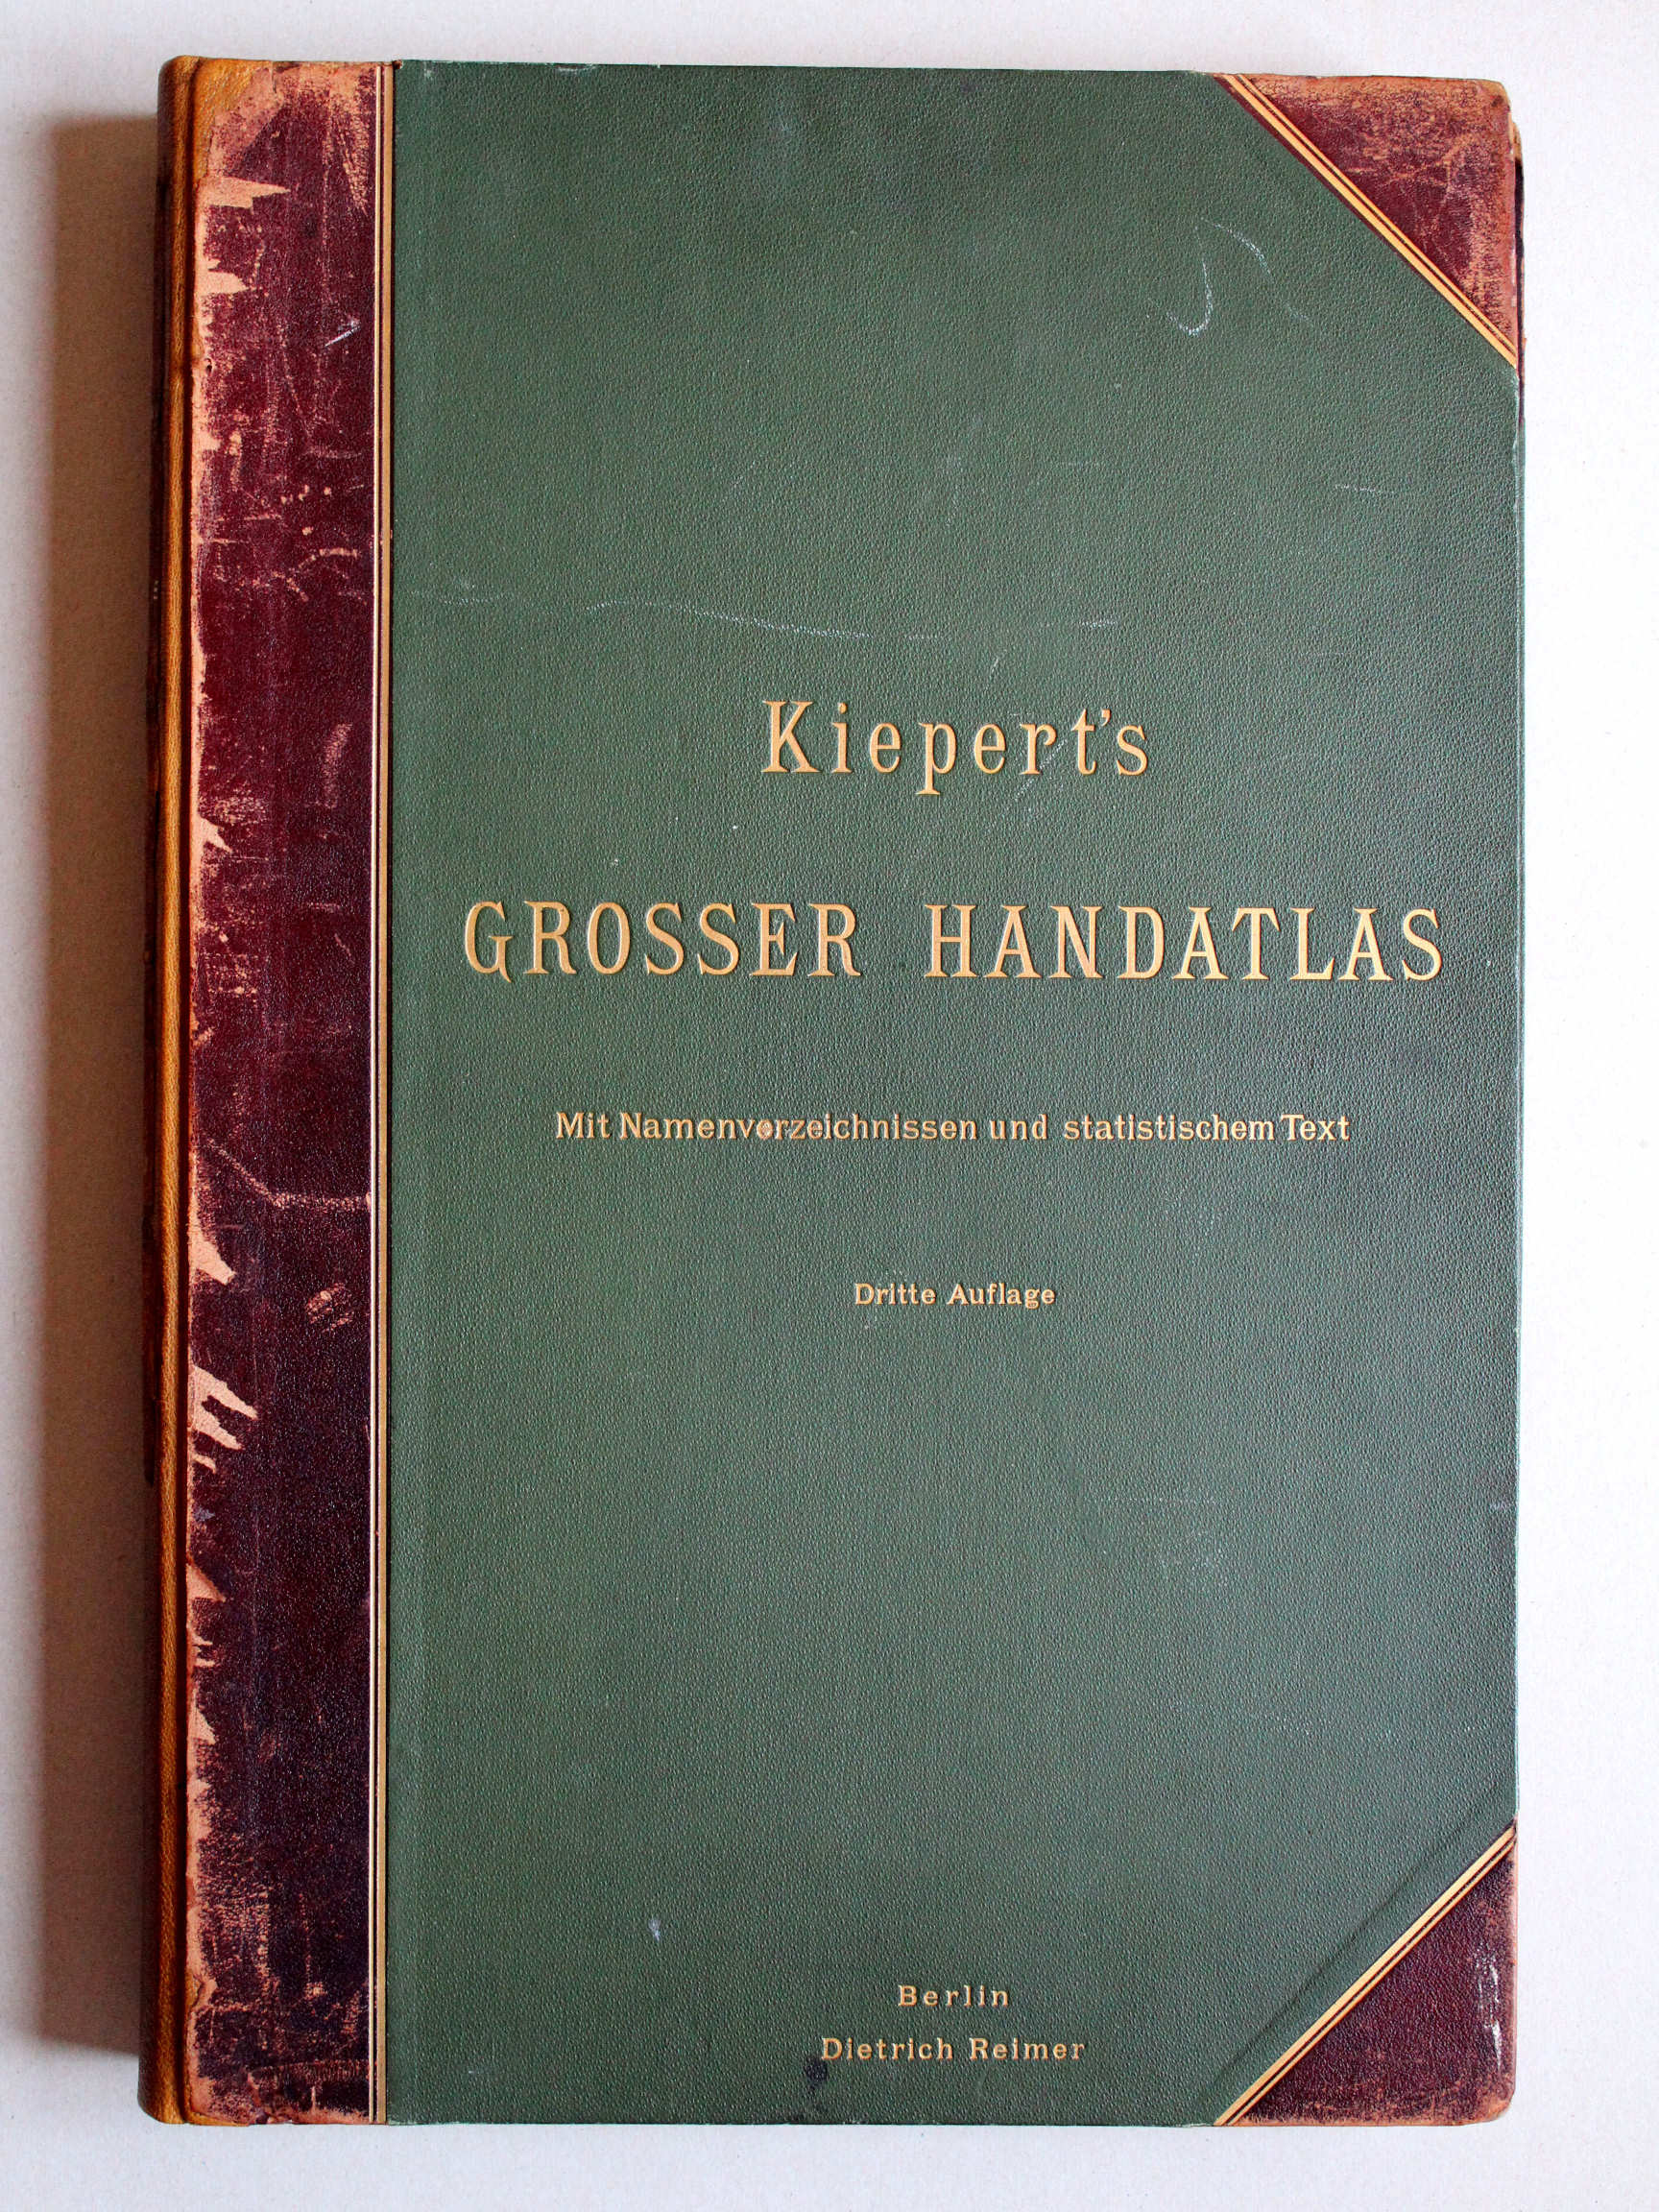 Kiepert's
GROSSER HANDATLAS
Mit Namenverzeichnissen und statistischem Text
Dritte Auflage
Berlin
Dietrich Reimer